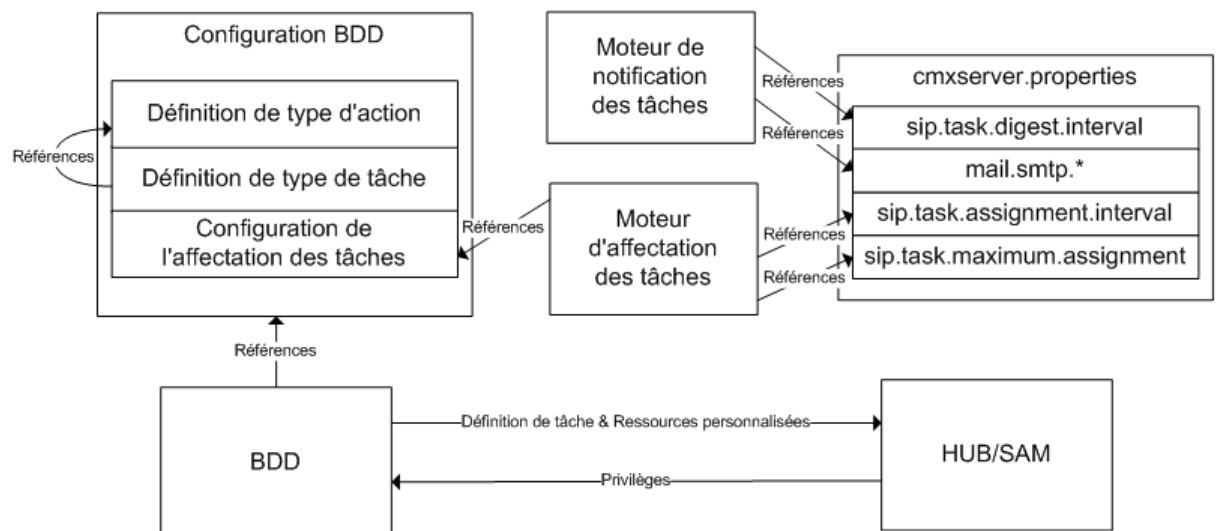 Configuration BDD
Définition de type d'action
Définition de type de tâche
Configuration de
l'affectation des tâches
Références
Moteur de
notification
des tâches
Références
Références
cmxserver.properties
sip.task.digest.interval
mail.smtp.*
sip.task.assignment.interval
sip.task.maximum.assignment
Références
Moteur
d'affectation
des tâches
Références
Références
Références
BDD
Définition de tâche & Ressources personnalisées
Privilèges
HUB/SAM